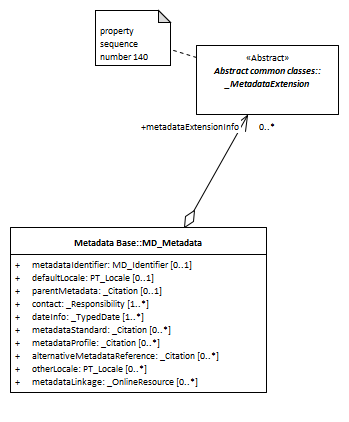 property
sequence
number 140
«Abstract»
Abstract common classes::
_MetadataExtension
+metadataExtensionInfo 0..*
Metadata Base::MD_Metadata
+ metadataIdentifier: MD_Identifier [0..1]
+ defaultLocale: PT_Locale [0..1]
+ parentMetadata: _Citation [0..1]
+ contact: _Responsibility [1..*]
+ dateInfo: _TypedDate [1..*]
+ metadataStandard: _Citation [0..*]
+ metadataProfile: _Citation [0..*]
+ alternativeMetadataReference: _Citation [0..*]
+ otherLocale: PT_Locale [0..*]
+ metadataLinkage: _OnlineResource [0..*]